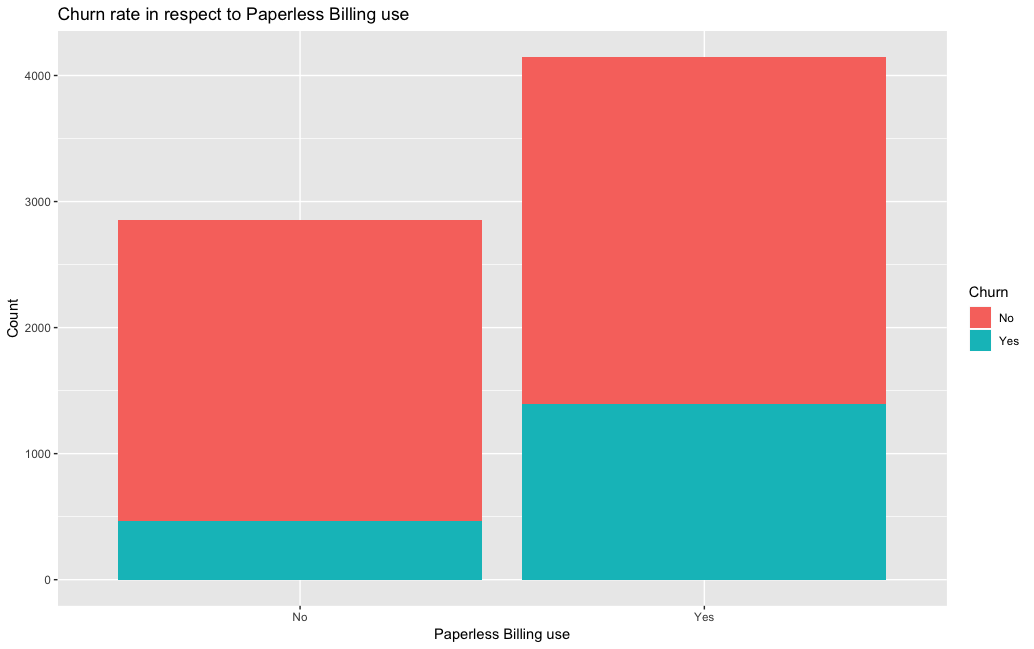 Churn rate in respect to Paperless Billing use
4000
3000
2000
1000
0
Count
No
Yes
Paperless Billing use
Churn
No
Yes